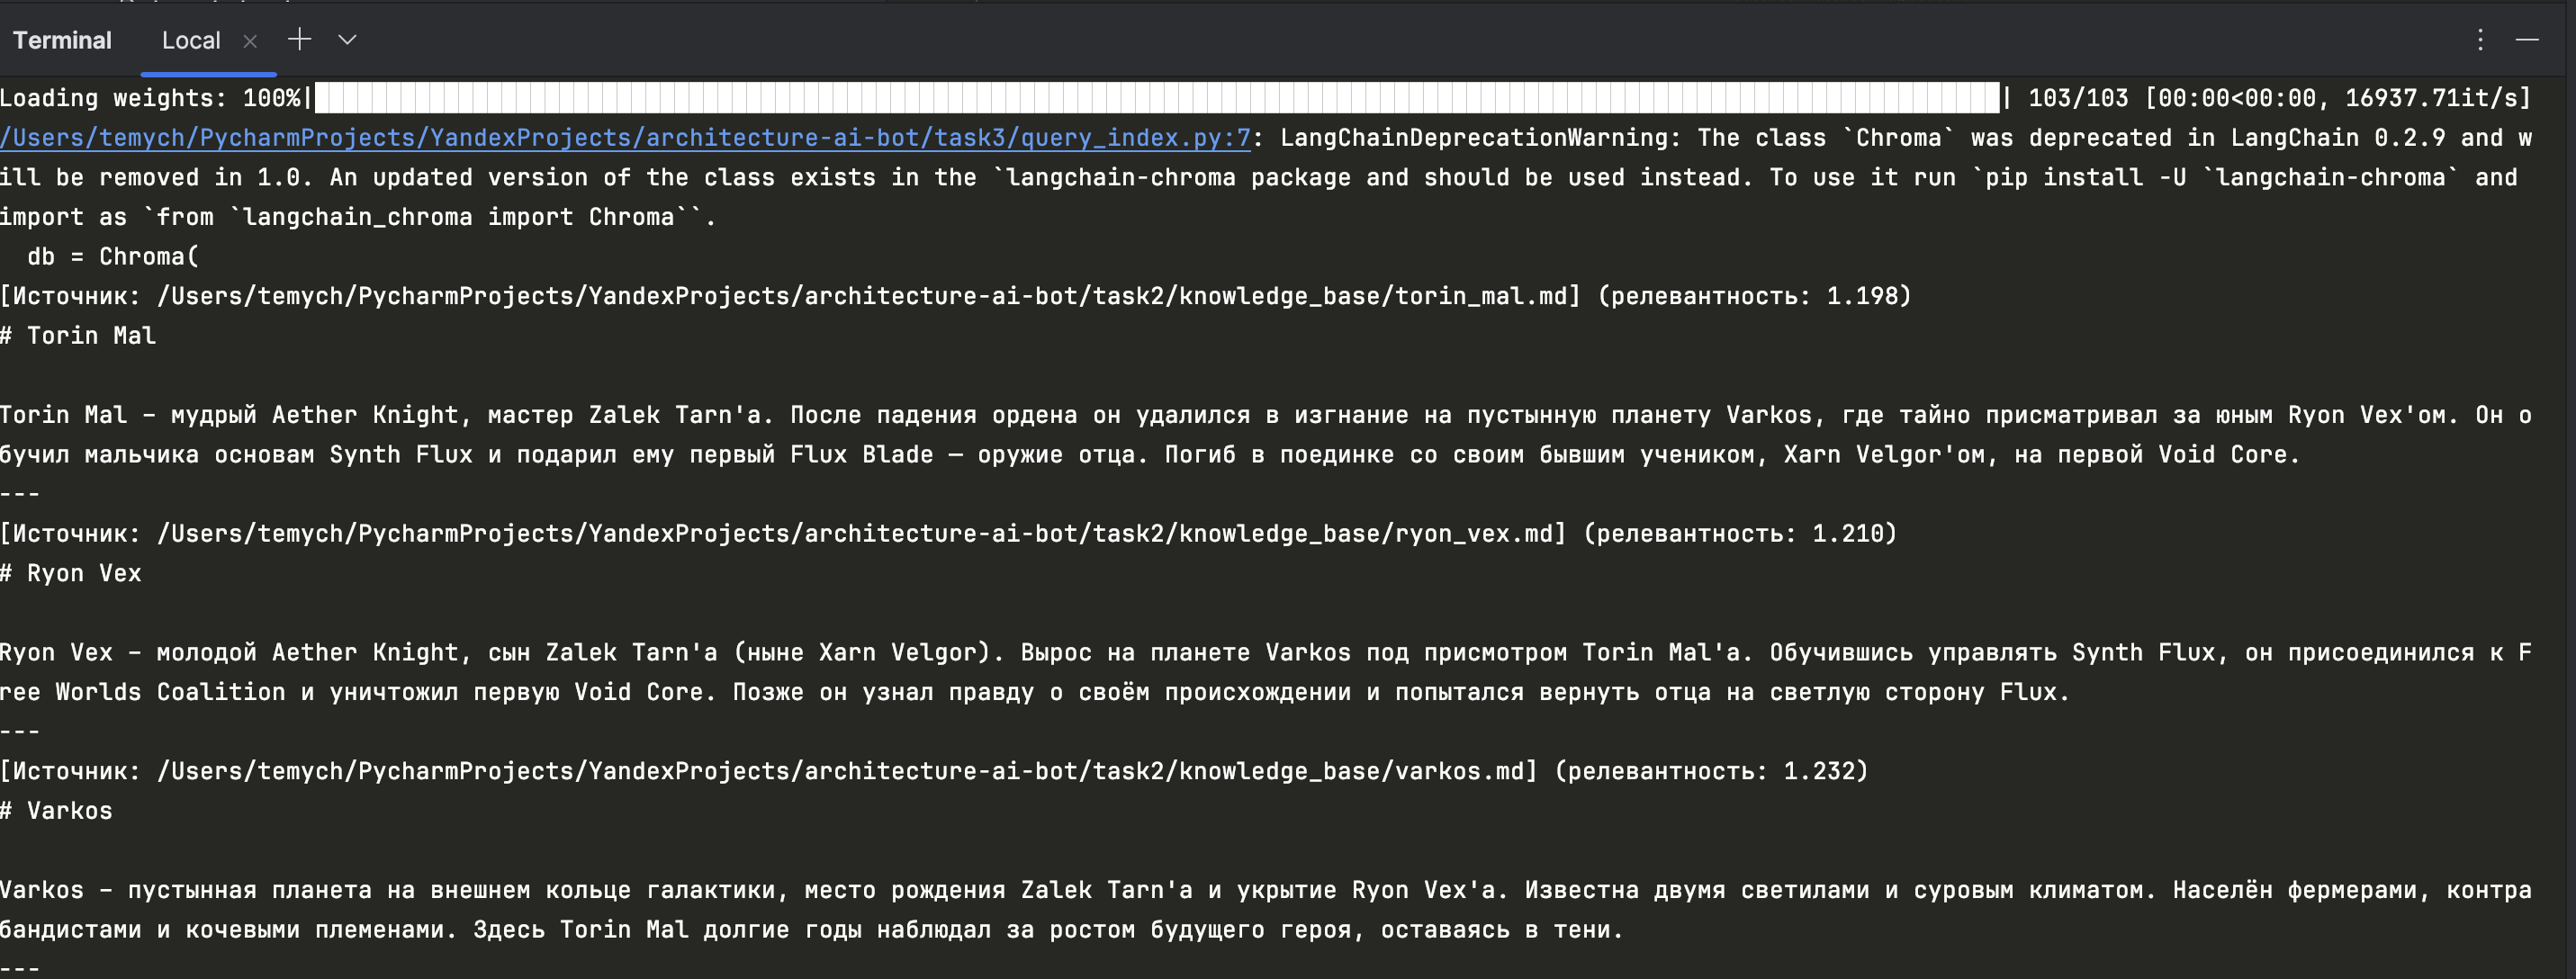 Terminal Local
Loading weights: 100%| | 103/103 [00:00<00:00, 16937.71it/s]
/Users/temych/PycharmProjects/YandexProjects/architecture-ai-bot/task3/query_index.py:7: LangChainDeprecationWarning: The class `Chroma` was deprecated in LangChain 0.2.9 and w
ill be removed in 1.0. An updated version of the class exists in the `langchain-chroma package and should be used instead. To use it run `pip install -U `langchain-chroma` and
import as `from `langchain_chroma import Chroma``.
  db = Chroma(
[Источник: /Users/temych/PycharmProjects/YandexProjects/architecture-ai-bot/task2/knowledge_base/torin_mal.md] (релевантность: 1.198)
# Torin Mal
Torin Mal – мудрый Aether Knight, мастер Zalek Tarn'а. После падения ордена он удалился в изгнание на пустынную планету Varkos, где тайно присматривал за юным Ryon Vex'ом. Он о
бучил мальчика основам Synth Flux и подарил ему первый Flux Blade — оружие отца. Погиб в поединке со своим бывшим учеником, Xarn Velgor'ом, на первой Void Core.
---
[Источник: /Users/temych/PycharmProjects/YandexProjects/architecture-ai-bot/task2/knowledge_base/ryon_vex.md] (релевантность: 1.210)
# Ryon Vex
Ryon Vex – молодой Aether Knight, сын Zalek Tarn'а (ныне Xarn Velgor). Вырос на планете Varkos под присмотром Torin Mal'а. Обучившись управлять Synth Flux, он присоединился к F
ree Worlds Coalition и уничтожил первую Void Core. Позже он узнал правду о своём происхождении и попытался вернуть отца на светлую сторону Flux.
---
[Источник: /Users/temych/PycharmProjects/YandexProjects/architecture-ai-bot/task2/knowledge_base/varkos.md] (релевантность: 1.232)
# Varkos
Varkos – пустынная планета на внешнем кольце галактики, место рождения Zalek Tarn'а и укрытие Ryon Vex'а. Известна двумя светилами и суровым климатом. Населён фермерами, контра
бандистами и кочевыми племенами. Здесь Torin Mal долгие годы наблюдал за ростом будущего героя, оставаясь в тени.
---